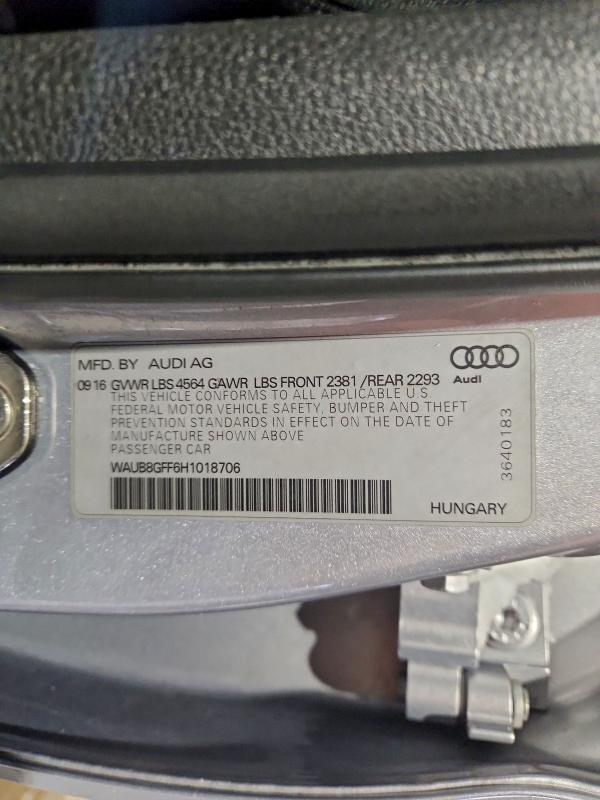 MFD. BY AUDI AG
09 16 GVWR LBS 4564 GAWR LBS FRONT 2381 /REAR 2293
Audi
THIS VEHICLE CONFORMS TO ALL APPLICABLE U.S.
FEDERAL MOTOR VEHICLE SAFETY, BUMPER AND THEFT
PREVENTION STANDARDS IN EFFECT ON THE DATE OF
MANUFACTURE SHOWN ABOVE
PASSENGER CAR
WAUB8GFF6H1018706
HUNGARY
3640183